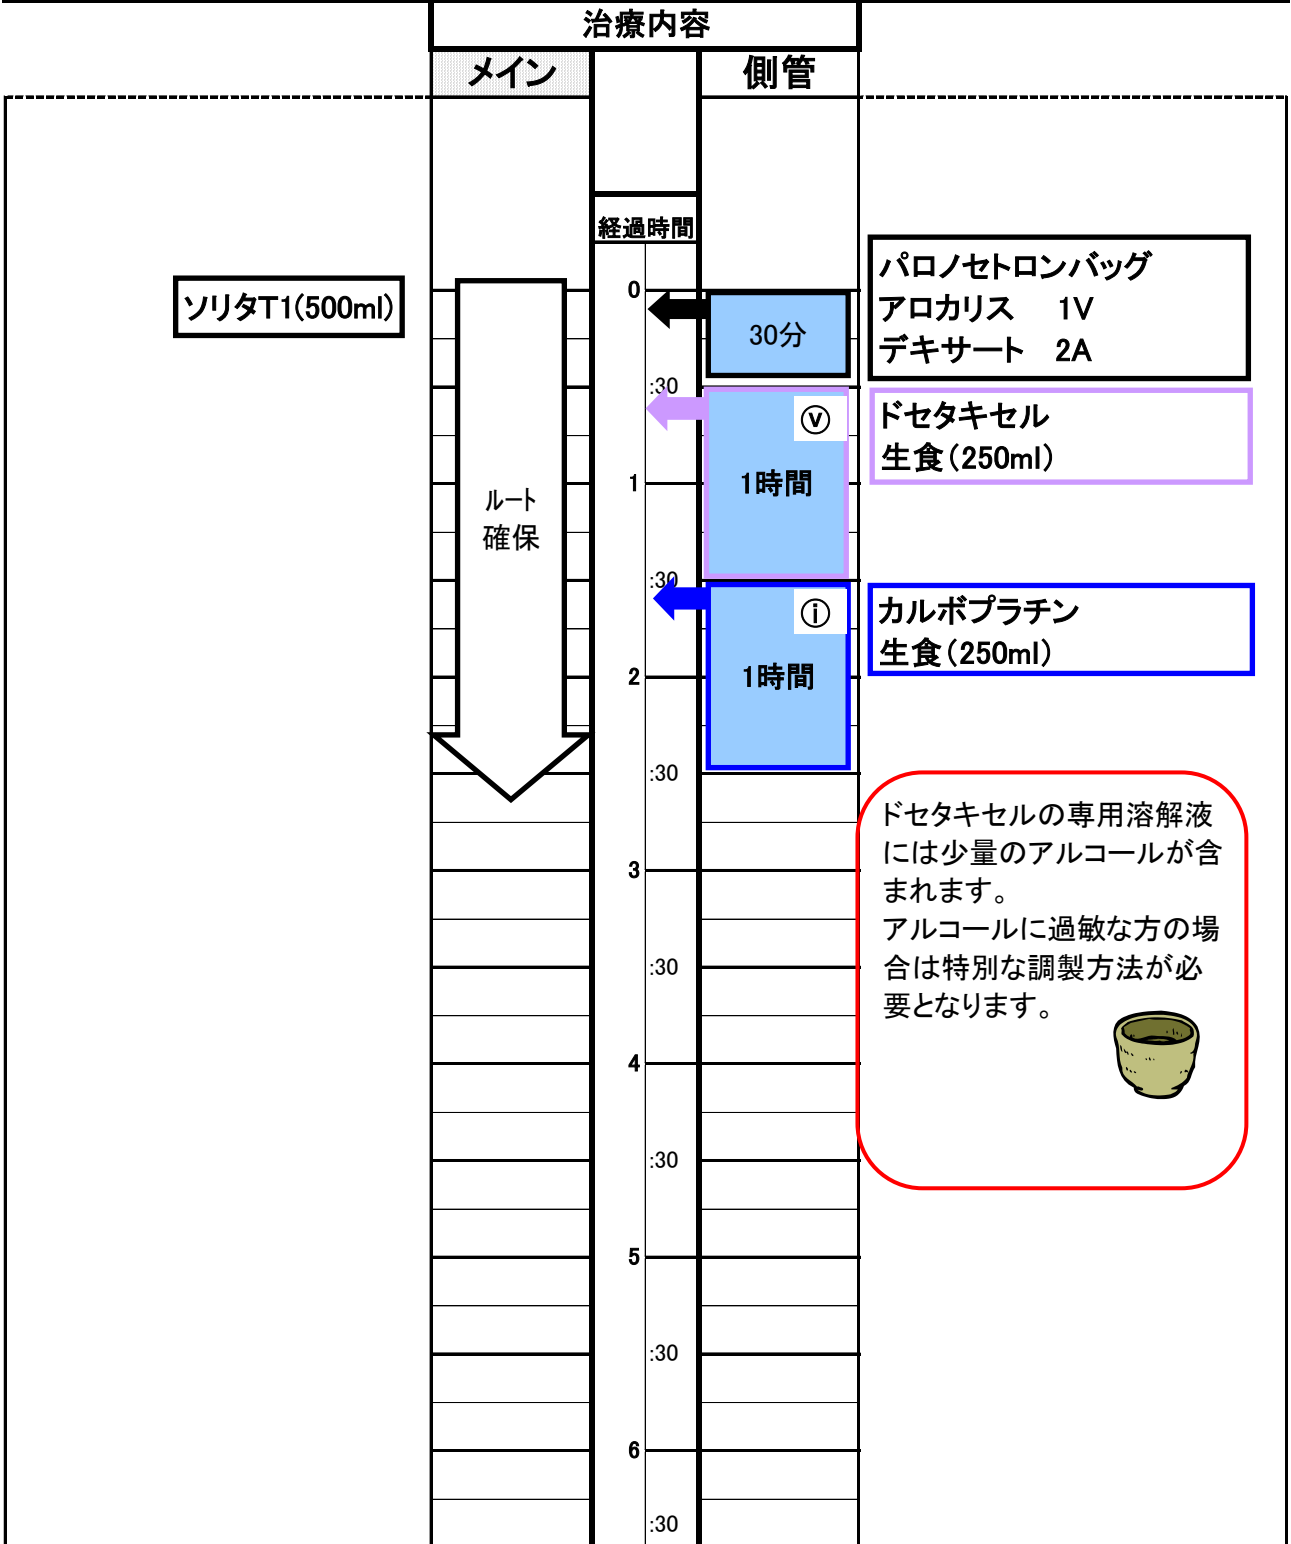 治療内容
メイン
側管
経過時間
ソリタT1(500ml)
0
30分
パロノセトロンバッグ
アロカリス　1V
デキサート　2A
:30
ⓥ
ドセタキセル
生食(250ml)
1
1時間
ルート
確保
:30
ⓘ
カルボプラチン
生食(250ml)
2
1時間
:30
ドセタキセルの専用溶解液
には少量のアルコールが含
まれます。
アルコールに過敏な方の場
合は特別な調製方法が必
要となります。
3
:30
4
:30
5
:30
6
:30